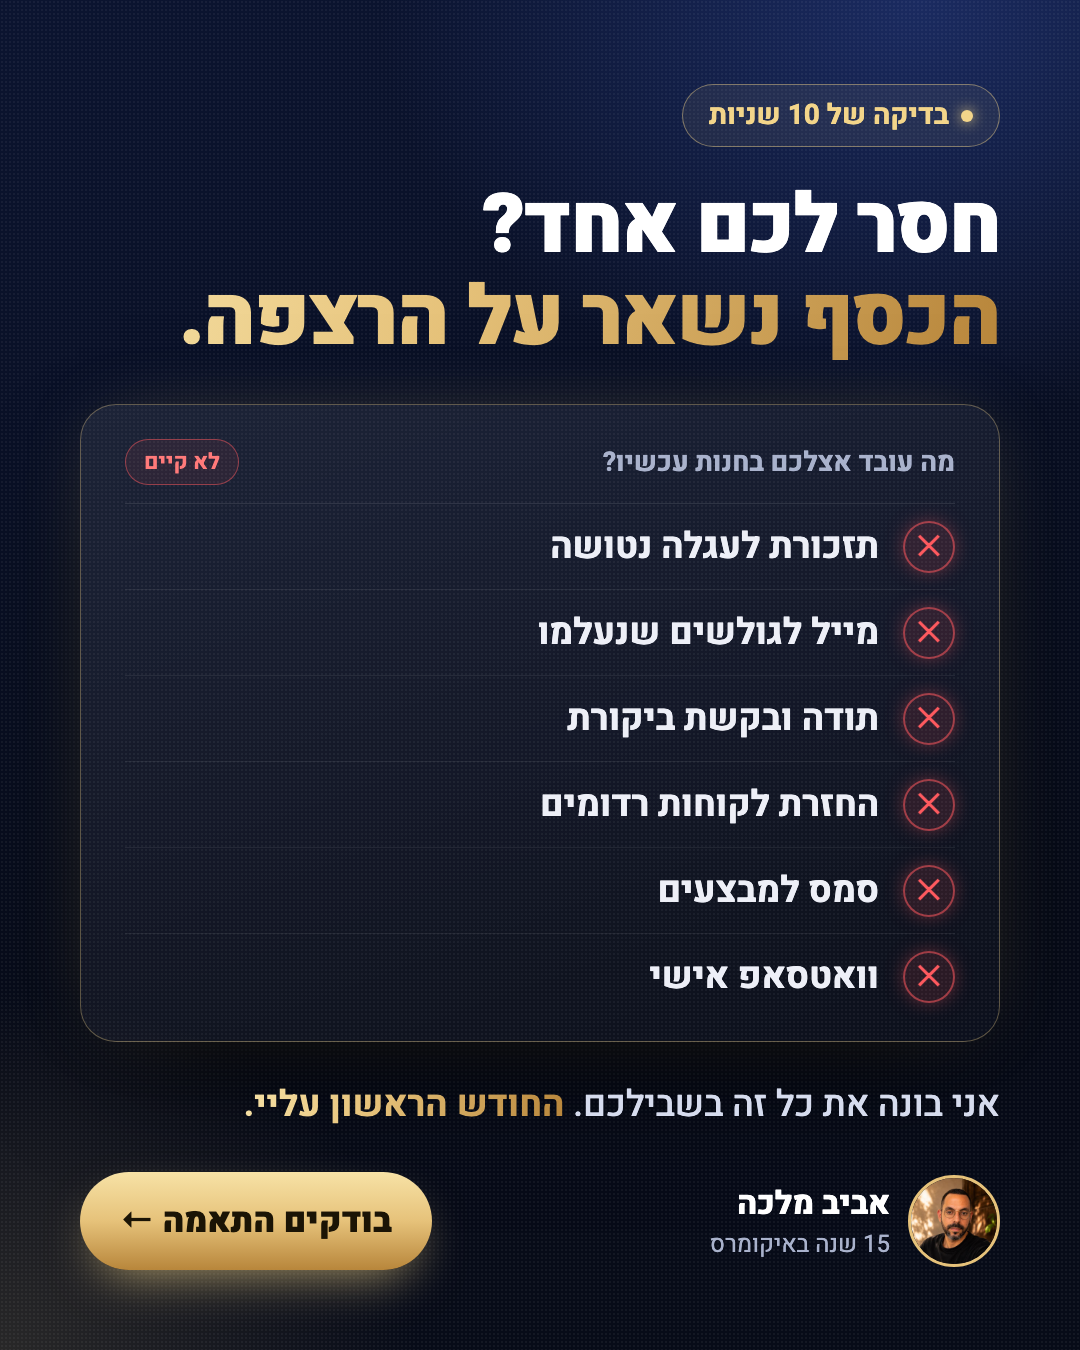 בדיקה של 10 שניות
חסר לכם אחד?
הכסף נשאר על הרצפה.
מה עובד אצלכם בחנות עכשיו?
לא קיים
תזכורת לעגלה נטושה
מייל לגולשים שנעלמו
תודה ובקשת ביקורת
החזרת לקוחות רדומים
סמס למבצעים
וואטסאפ אישי
אני בונה את כל זה בשבילכם. החודש הראשון עליי.
אביב מלכה
15 שנה באיקומרס
בודקים התאמה ←